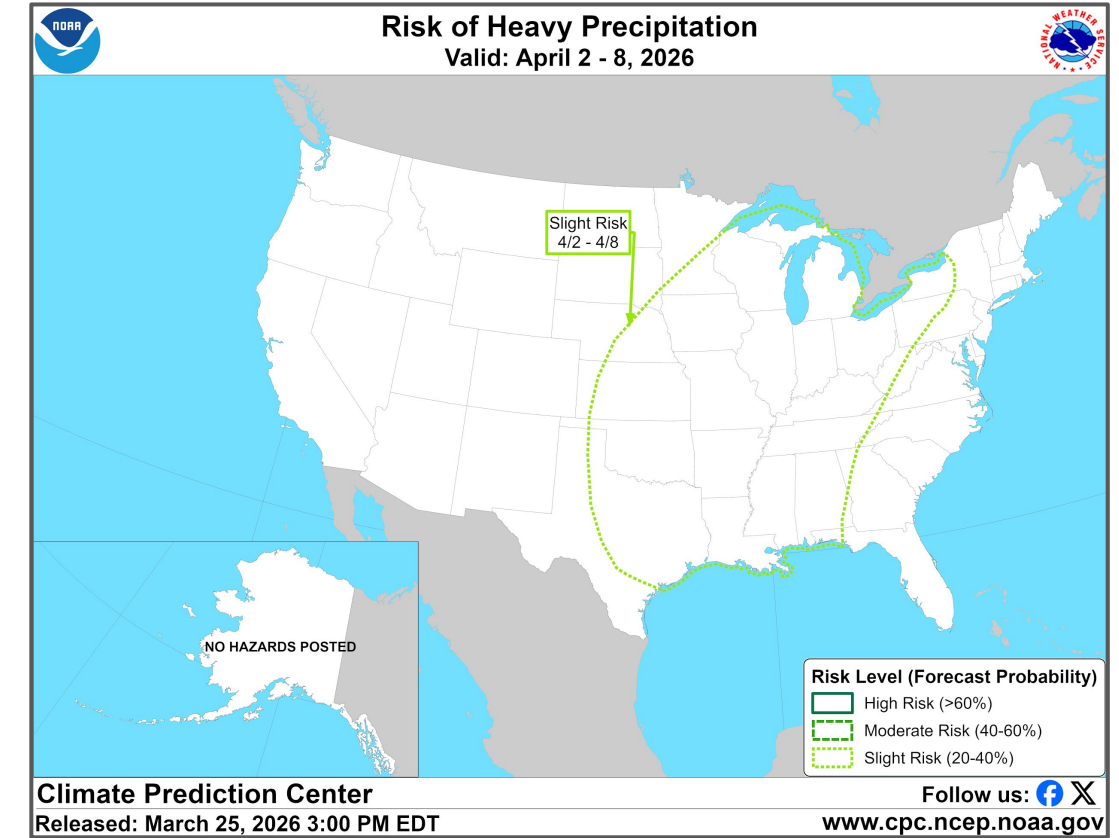 NOAA
Risk of Heavy Precipitation
Valid: April 2 - 8, 2026
NATIONAL WEATHER SERVICE
Slight Risk
4/2 - 4/8
NO HAZARDS POSTED
Risk Level (Forecast Probability)
High Risk (>60%)
Moderate Risk (40-60%)
Slight Risk (20-40%)
Climate Prediction Center
Follow us:
Released: March 25, 2026 3:00 PM EDT
www.cpc.ncep.noaa.gov